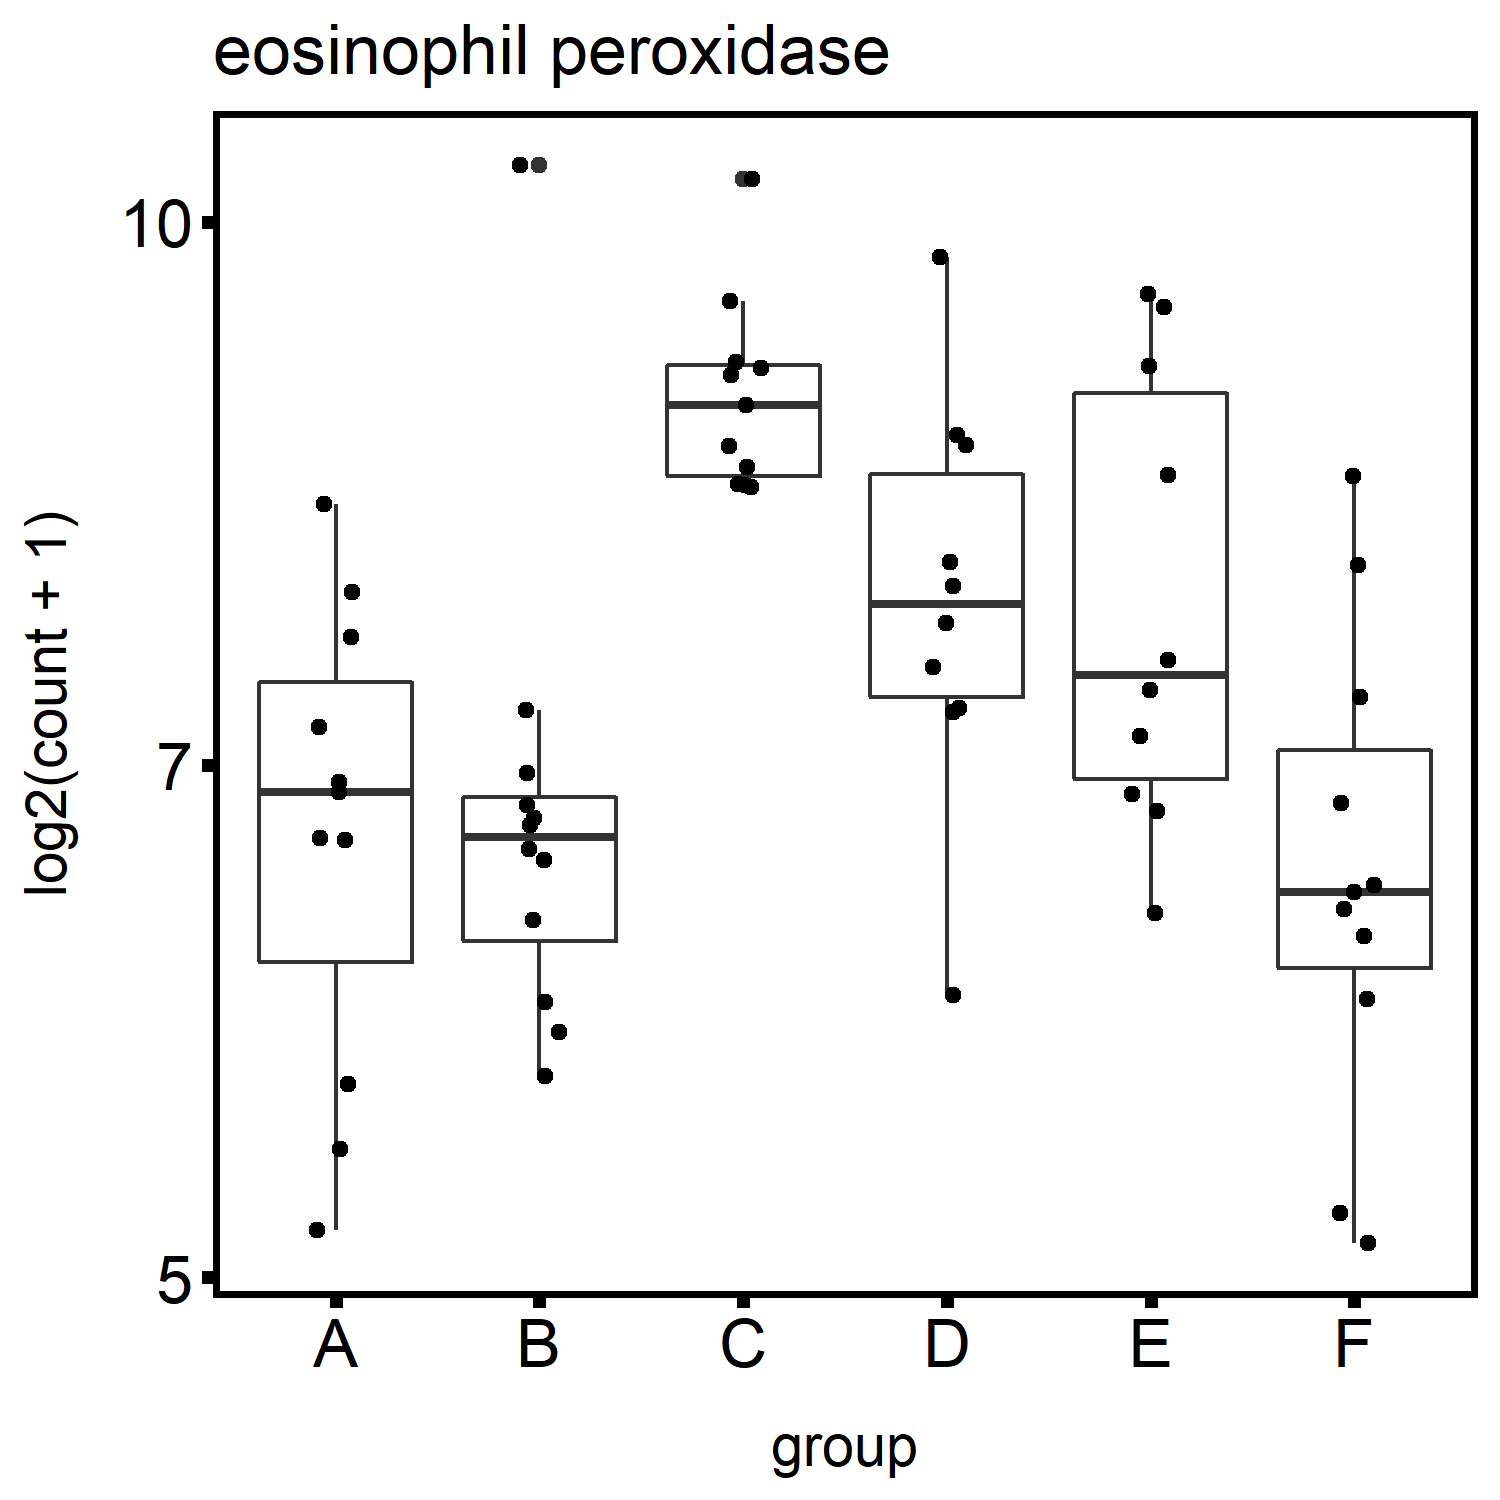 eosinophil peroxidase
log2(count + 1)
10
7
5
A B C D E F
group